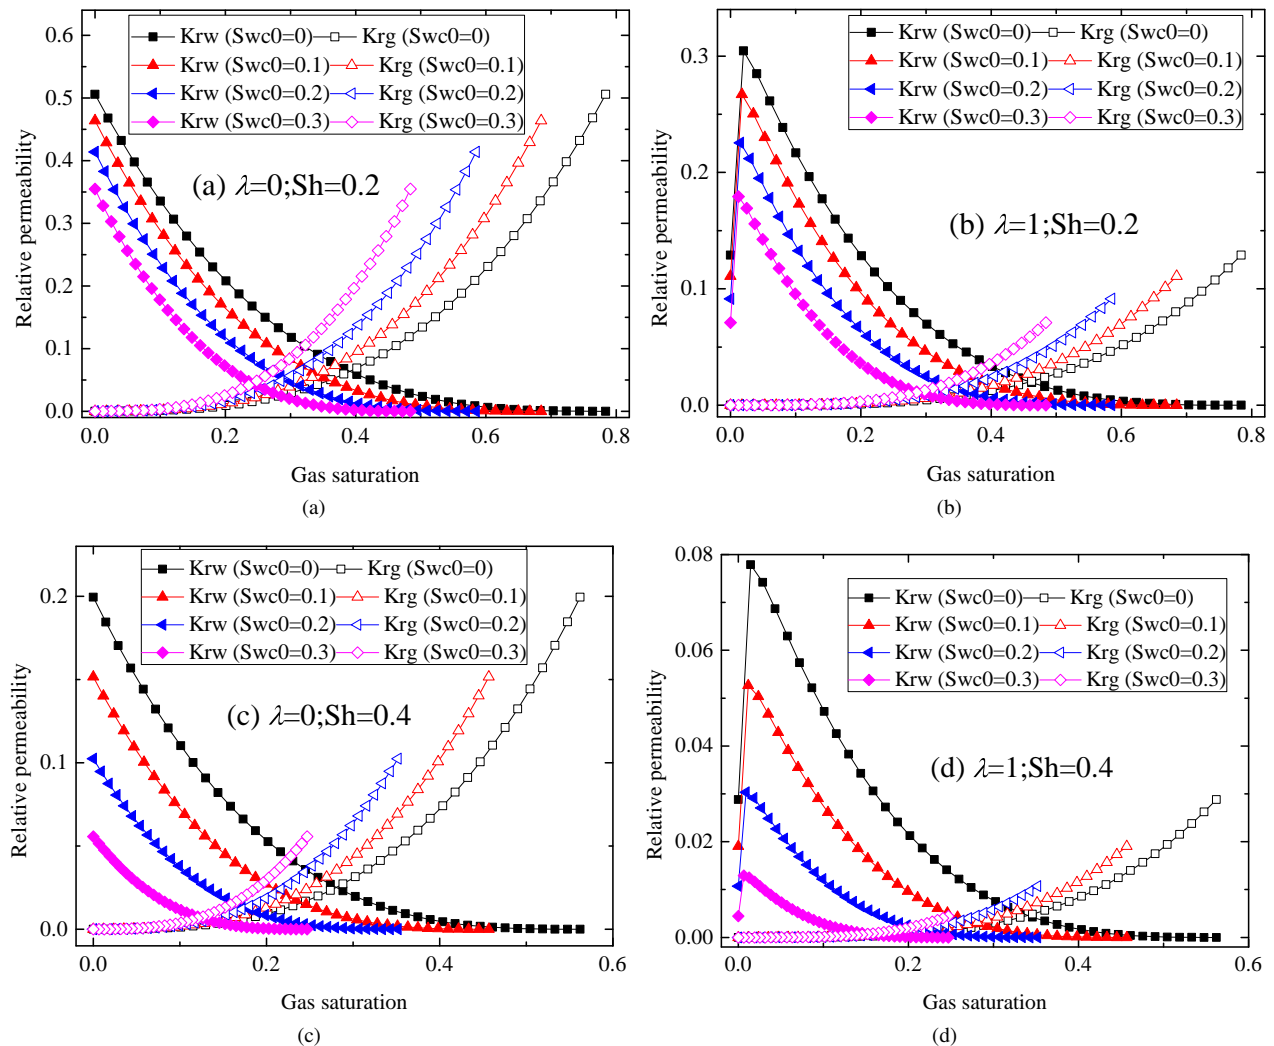 Krw (Swc0=0) Krg (Swc0=0)
Krw (Swc0=0.1) Krg (Swc0=0.1)
Krw (Swc0=0.2) Krg (Swc0=0.2)
Krw (Swc0=0.3) Krg (Swc0=0.3)
(a) λ=0;Sh=0.2
Relative permeability
0.6
0.5
0.4
0.3
0.2
0.1
0.0
0.0 0.2 0.4 0.6 0.8
Gas saturation
(a)
Krw (Swc0=0) Krg (Swc0=0)
Krw (Swc0=0.1) Krg (Swc0=0.1)
Krw (Swc0=0.2) Krg (Swc0=0.2)
Krw (Swc0=0.3) Krg (Swc0=0.3)
(b) λ=1;Sh=0.2
Relative permeability
0.3
0.2
0.1
0.0
0.0 0.2 0.4 0.6 0.8
Gas saturation
(b)
Krw (Swc0=0) Krg (Swc0=0)
Krw (Swc0=0.1) Krg (Swc0=0.1)
Krw (Swc0=0.2) Krg (Swc0=0.2)
Krw (Swc0=0.3) Krg (Swc0=0.3)
(c) λ=0;Sh=0.4
Relative permeability
0.2
0.1
0.0
0.0 0.2 0.4 0.6
Gas saturation
(c)
Krw (Swc0=0) Krg (Swc0=0)
Krw (Swc0=0.1) Krg (Swc0=0.1)
Krw (Swc0=0.2) Krg (Swc0=0.2)
Krw (Swc0=0.3) Krg (Swc0=0.3)
(d) λ=1;Sh=0.4
Relative permeability
0.08
0.06
0.04
0.02
0.00
0.0 0.2 0.4 0.6
Gas saturation
(d)